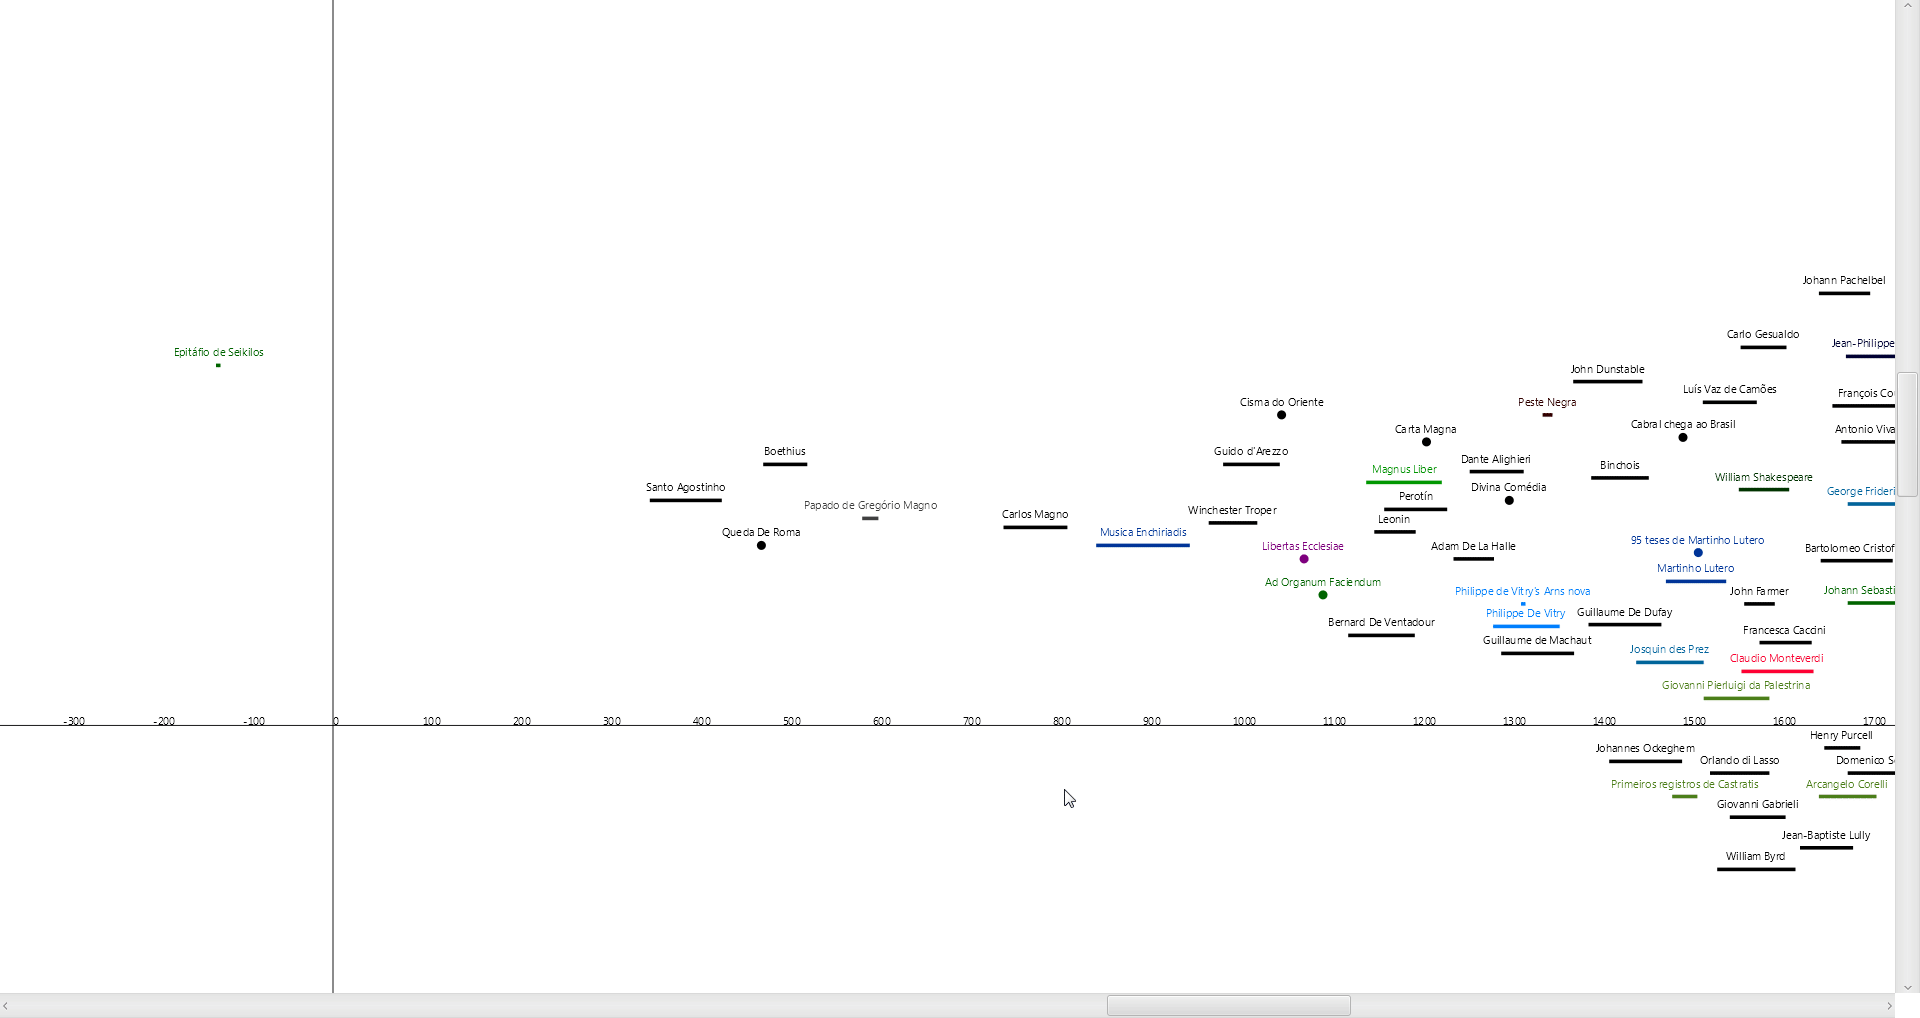 Johann Pachelbel
Carlo Gesualdo
Jean-Philippe
Epitáfio de Seikilos
John Dunstable
Luís Vaz de Camões
François Co
Cisma do Oriente
Peste Negra
Cabral chega ao Brasil
Carta Magna
Antonio Viva
Boethius
Guido d'Arezzo
Dante Alighieri
Binchois
Magnus Liber
William Shakespeare
Santo Agostinho
Divina Comédia
George Frideri
Perotín
Papado de Gregório Magno
Winchester Troper
Carlos Magno
Leonin
Queda De Roma
Musica Enchiriadis
95 teses de Martinho Lutero
Libertas Ecclesiae
Adam De La Halle
Bartolomeo Cristof
Martinho Lutero
Ad Organum Faciendum
Philippe de Vitry's Arns nova
John Farmer
Johann Sebasti
Philippe De Vitry
Guillaume De Dufay
Bernard De Ventadour
Francesca Caccini
Guillaume de Machaut
Josquin des Prez
Claudio Monteverdi
Giovanni Pierluigi da Palestrina
-300 -200 -100 0 100 200 300 400 500 600 700 800 900 1000 1100 1200 1300 1400 1500 1600 1700
Henry Purcell
Johannes Ockeghem
Orlando di Lasso
Domenico S
Primeiros registros de Castratis
Arcangelo Corelli
Giovanni Gabrieli
Jean-Baptiste Lully
William Byrd